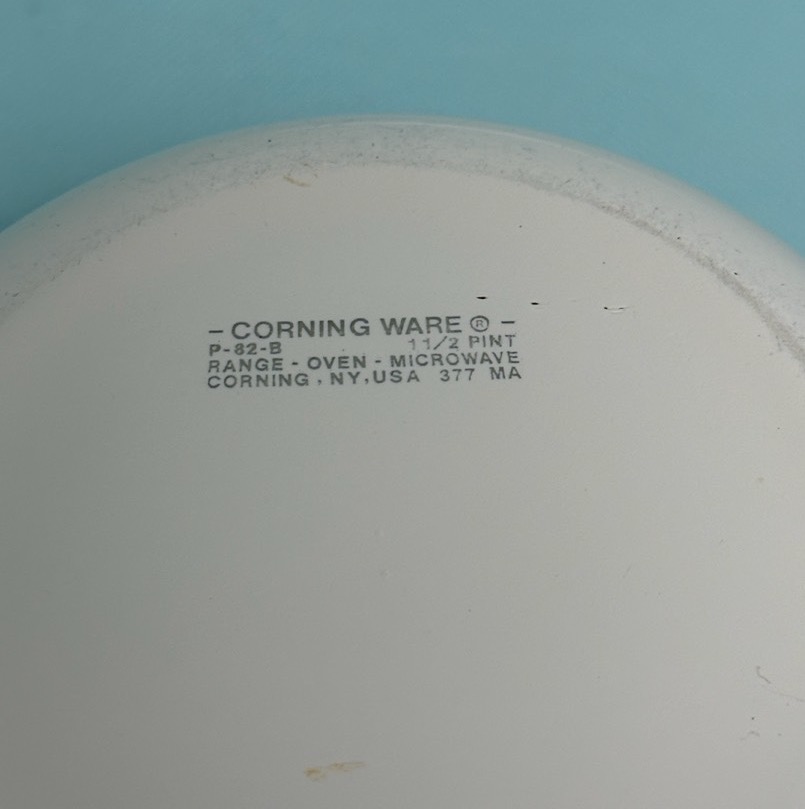 – CORNING WARE ® –
P-82-B 1 1/2 PINT
RANGE - OVEN - MICROWAVE
CORNING , NY, USA 377 MA